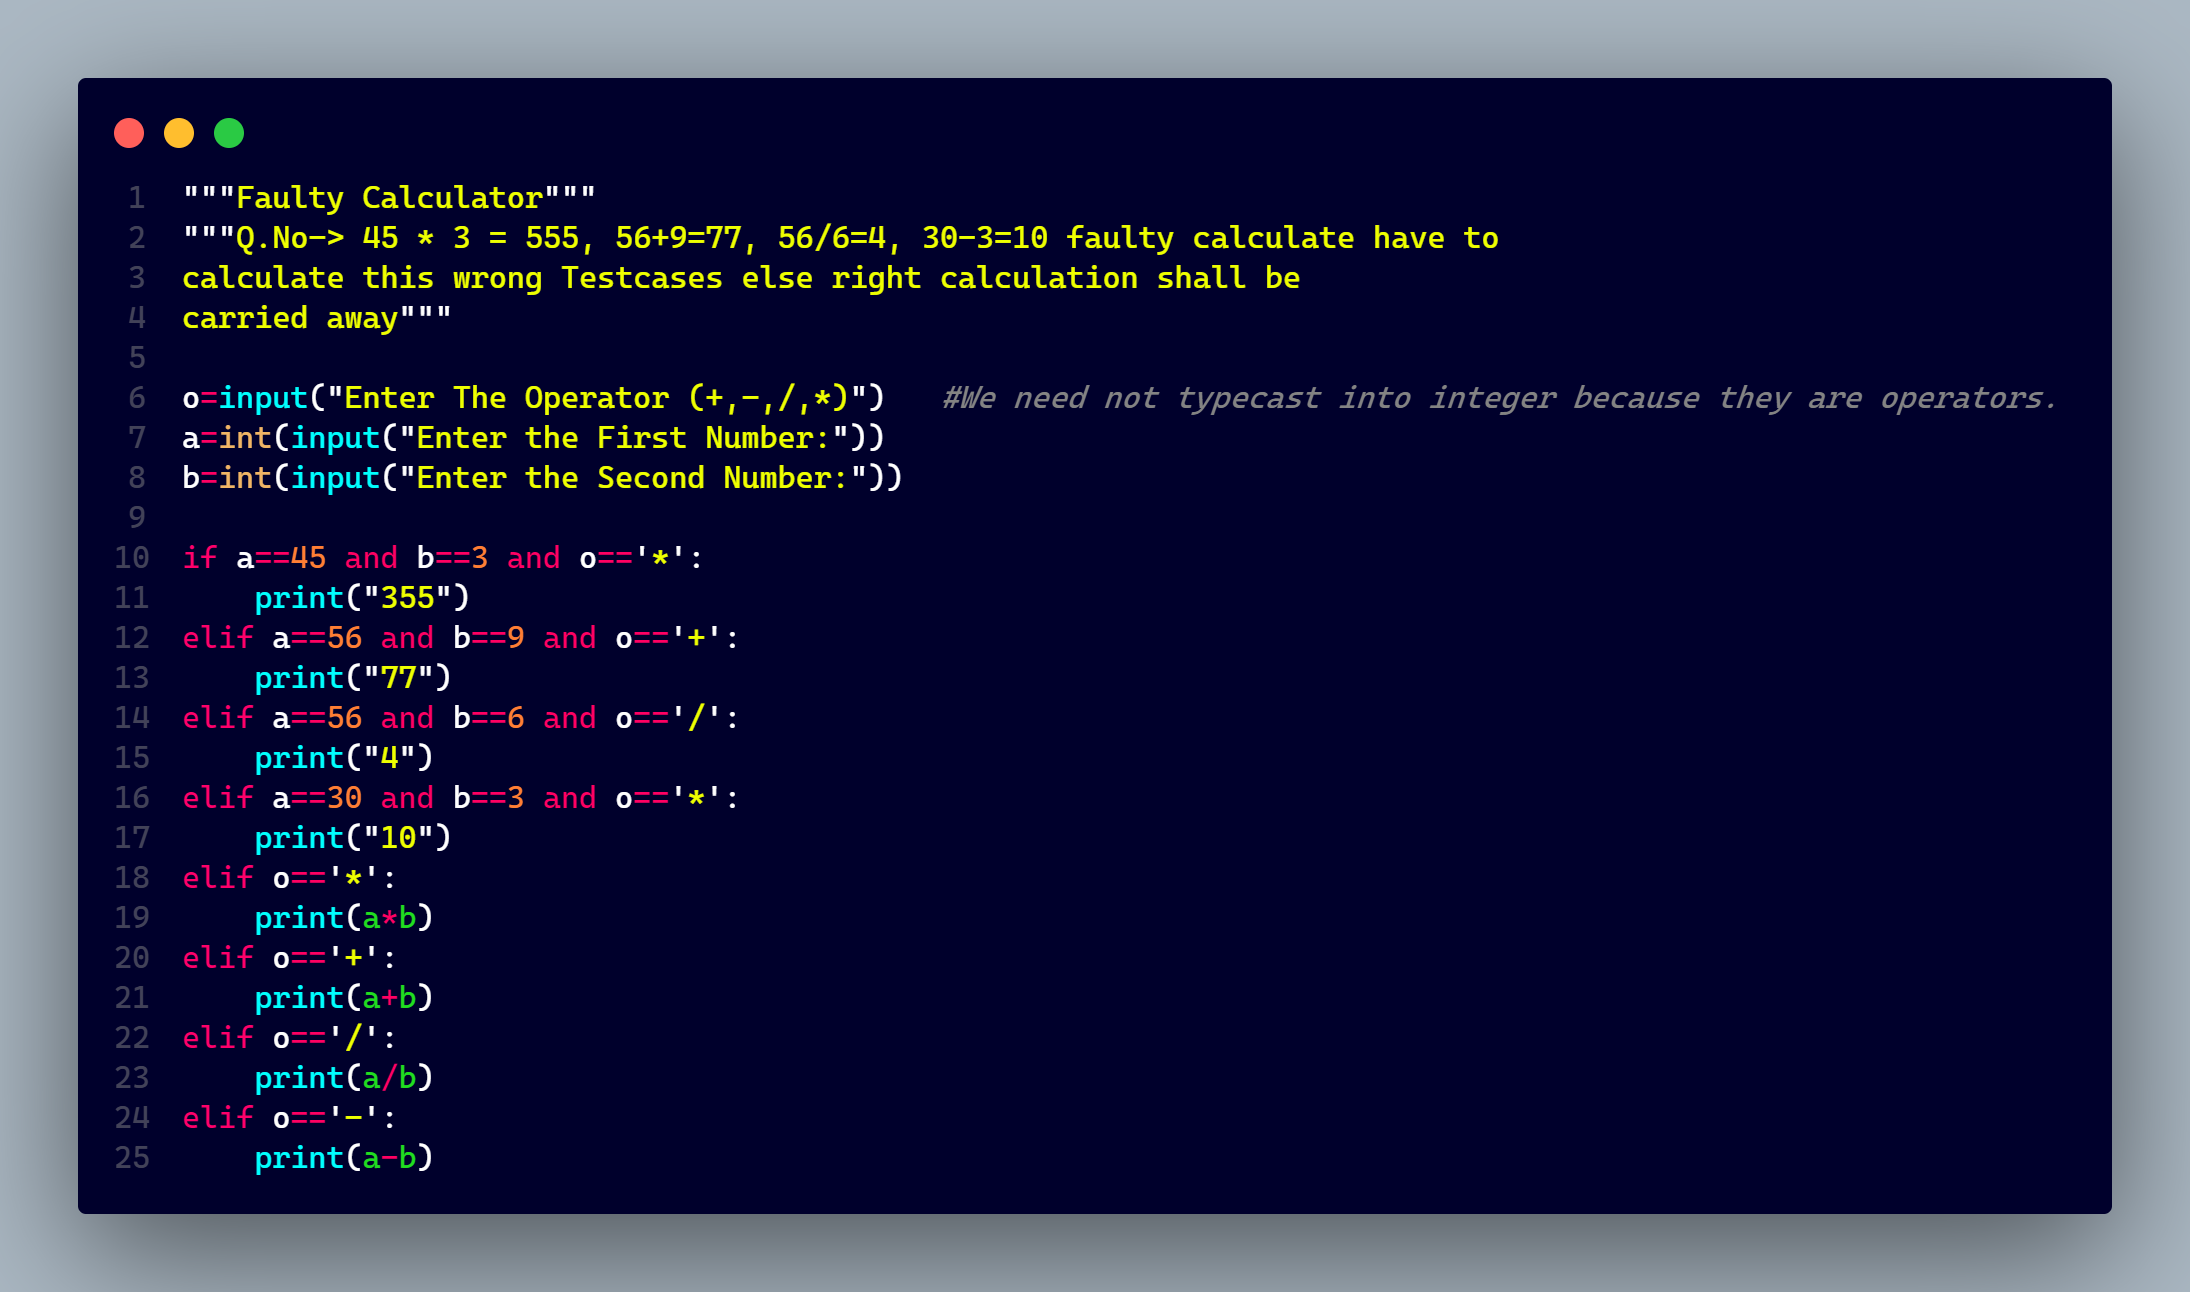 1 """Faulty Calculator"""
2 """Q.No-> 45 * 3 = 555, 56+9=77, 56/6=4, 30-3=10 faulty calculate have to
3 calculate this wrong Testcases else right calculation shall be
4 carried away"""
5
6 o=input("Enter The Operator (+,-,/,*)")   #We need not typecast into integer because they are operators.
7 a=int(input("Enter the First Number:"))
8 b=int(input("Enter the Second Number:"))
9
10 if a==45 and b==3 and o=='*':
11     print("355")
12 elif a==56 and b==9 and o=='+':
13     print("77")
14 elif a==56 and b==6 and o=='/':
15     print("4")
16 elif a==30 and b==3 and o=='*':
17     print("10")
18 elif o=='*':
19     print(a*b)
20 elif o=='+':
21     print(a+b)
22 elif o=='/':
23     print(a/b)
24 elif o=='-':
25     print(a-b)